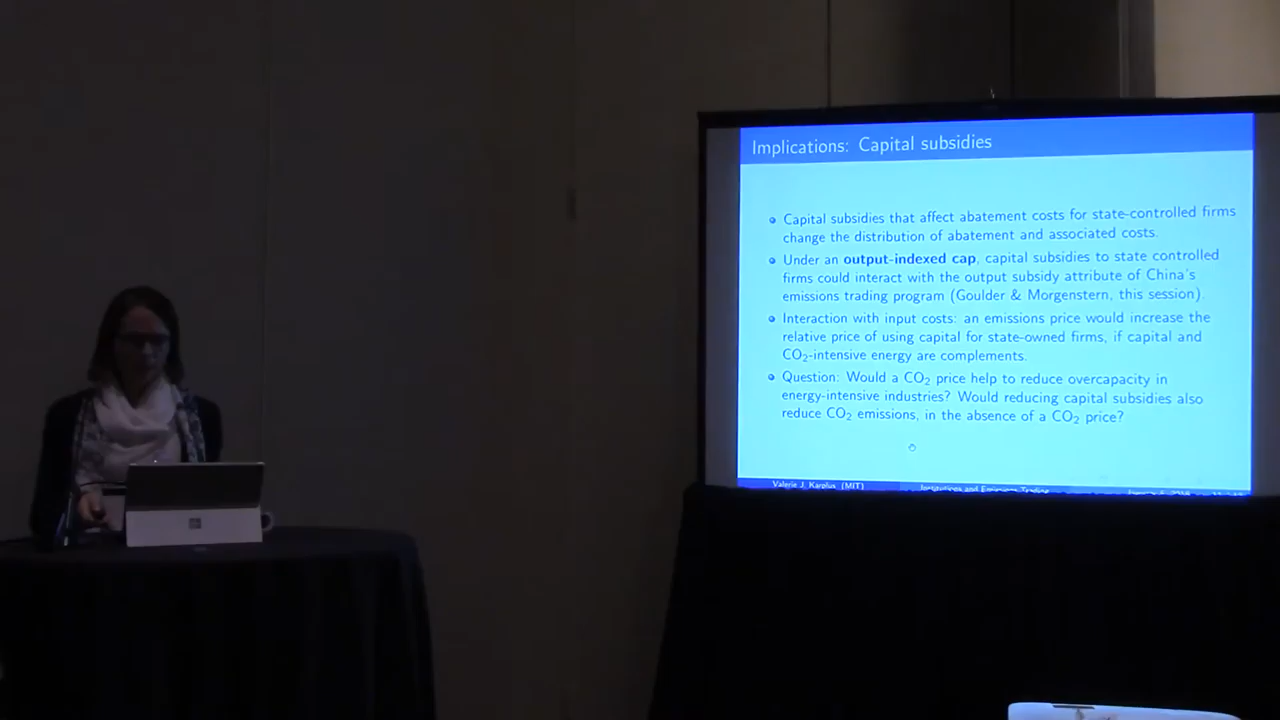 Implications: Capital subsidies
Capital subsidies that affect abatement costs for state-controlled firms
change the distribution of abatement and associated costs.
Under an output-indexed cap, capital subsidies to state controlled
firms could interact with the output subsidy attribute of China's
emissions trading program (Goulder & Morgenstern, this session).
Interaction with input costs: an emissions price would increase the
relative price of using capital for state-owned firms, if capital and
CO₂-intensive energy are complements.
Question: Would a CO₂ price help to reduce overcapacity in
energy-intensive industries? Would reducing capital subsidies also
reduce CO₂ emissions, in the absence of a CO₂ price?
Valerie J. Karplus (MIT)
Institutions and Emissions Trading